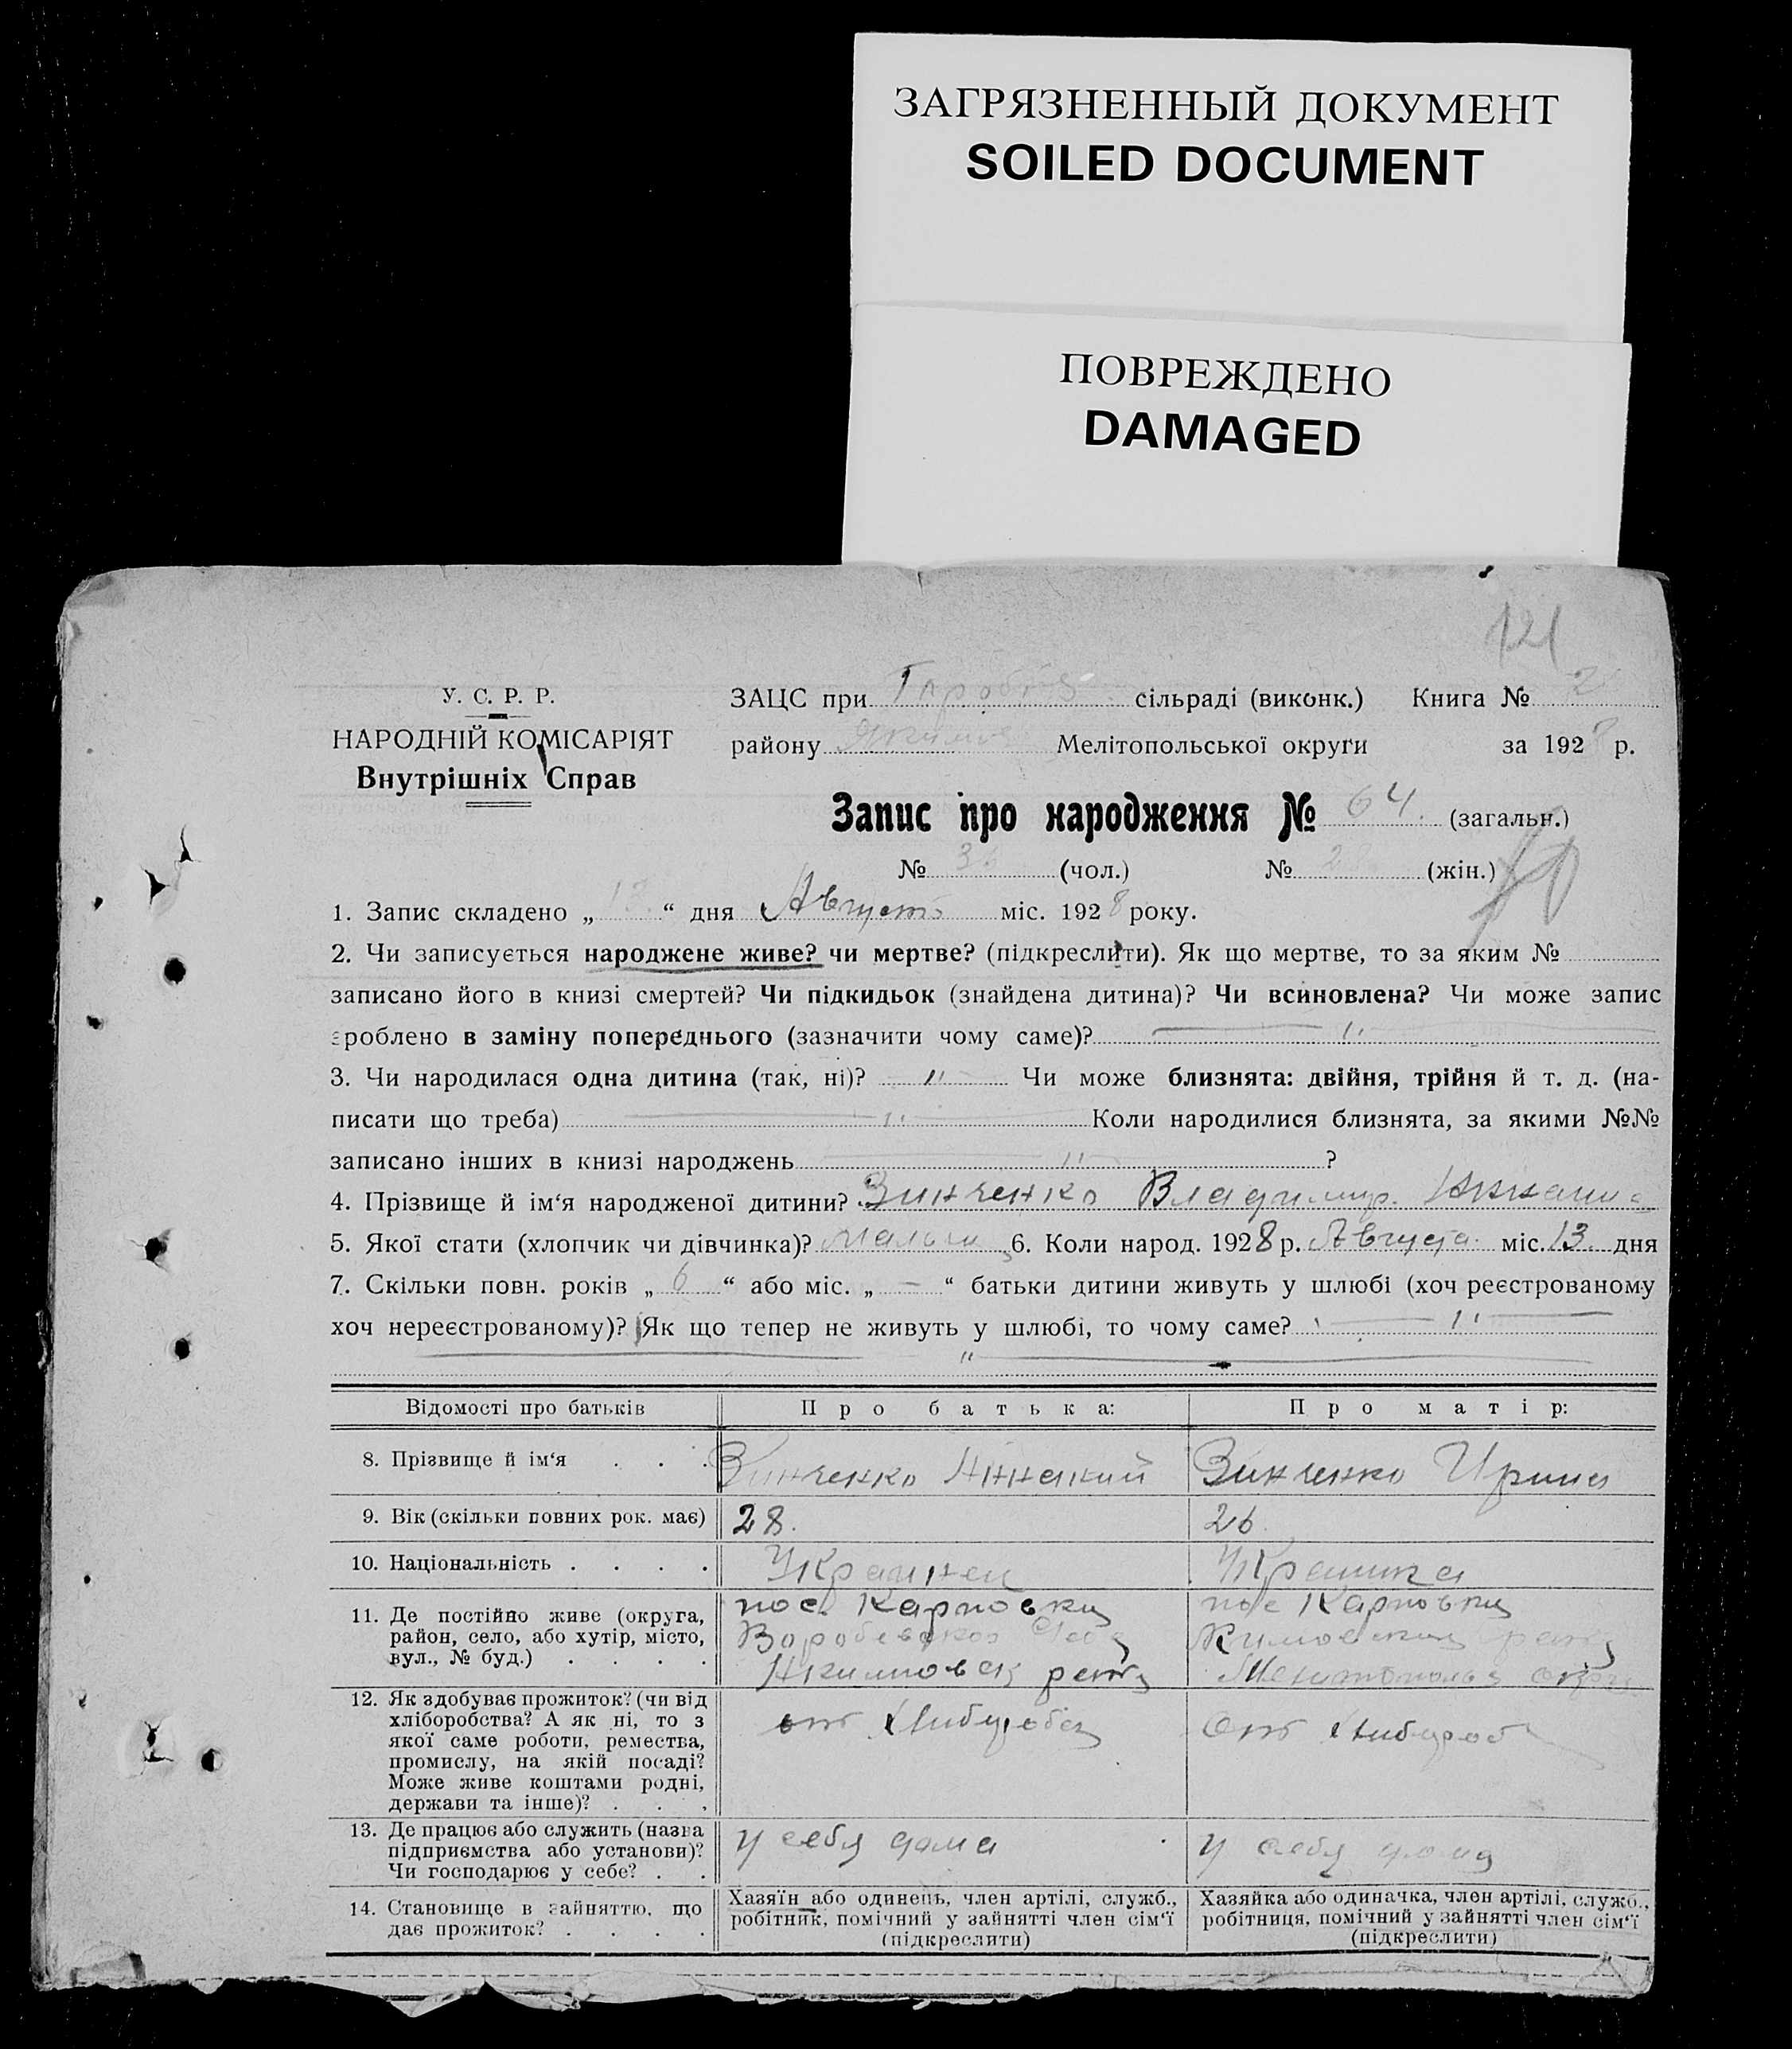 ЗАГРЯЗНЕННЫЙ ДОКУМЕНТ
SOILED DOCUMENT
ПОВРЕЖДЕНО
DAMAGED
121
У. С. Р. Р.
НАРОДНІЙ КОМІСАРІЯТ
Внутрішніх Справ
ЗАЦС при сільраді (виконк.) Книга № 2
району Мелітопольської округи за 1928 р.
Запис про народження № 64. (загальн.)
№ 36 (чол.) № 28 (жін.)
1. Запис складено „ 13 “ дня Августъ міс. 1928 року.
2. Чи записується народжене живе? чи мертве? (підкреслити). Як що мертве, то за яким №
записано його в книзі смертей? Чи підкидьок (знайдена дитина)? Чи всиновлена? Чи може запис
зроблено в заміну попереднього (зазначити чому саме)? — " —
3. Чи народилася одна дитина (так, ні)? — " — Чи може близнята: двійня, трійня й т. д. (на-
писати що треба) — " — Коли народилися близнята, за якими №№
записано інших в книзі народжень — " — ?
4. Прізвище й ім‘я народженої дитини? Зинченко Владимир
5. Якої стати (хлопчик чи дівчинка)? 6. Коли народ. 1928 р. Августа міс. 13. дня
7. Скільки повн. років „ 6 “ або міс. „ — “ батьки дитини живуть у шлюбі (хоч реєстрованому
хоч нереєстрованому)? Як що тепер не живуть у шлюбі, то чому саме? — " —
— " —
Відомості про батьків Про батька: Про матір:
8. Прізвище й ім‘я . . . Зинченко Зинченко Ирина
9. Вік (скільки повних рок. має) 28. 26.
10. Національність . . . . Украинец Украинка
11. Де постійно живе (округа, пос. Карповка пос Карповка
район, село, або хутір, місто,
вул., № буд.) . . . .
12. Як здобуває прожиток? (чи від
хліборобства? А як ні, то з от от
якої саме роботи, ремества,
промислу, на якій посаді?
Може живе коштами родні,
держави та інше)? . . .
13. Де працює або служить (назва у себя дома у себя дома
підприємства або установи)?
Чи господарює у себе? . .
14. Становище в зайняттю, що Хазяїн або одинець, член артілі, служб., Хазяйка або одиначка, член артілі, служб.,
дає прожиток? . . . . робітник, помічний у зайнятті член сім‘ї робітниця, помічний у зайнятті член сім‘ї
(підкреслити) (підкреслити)